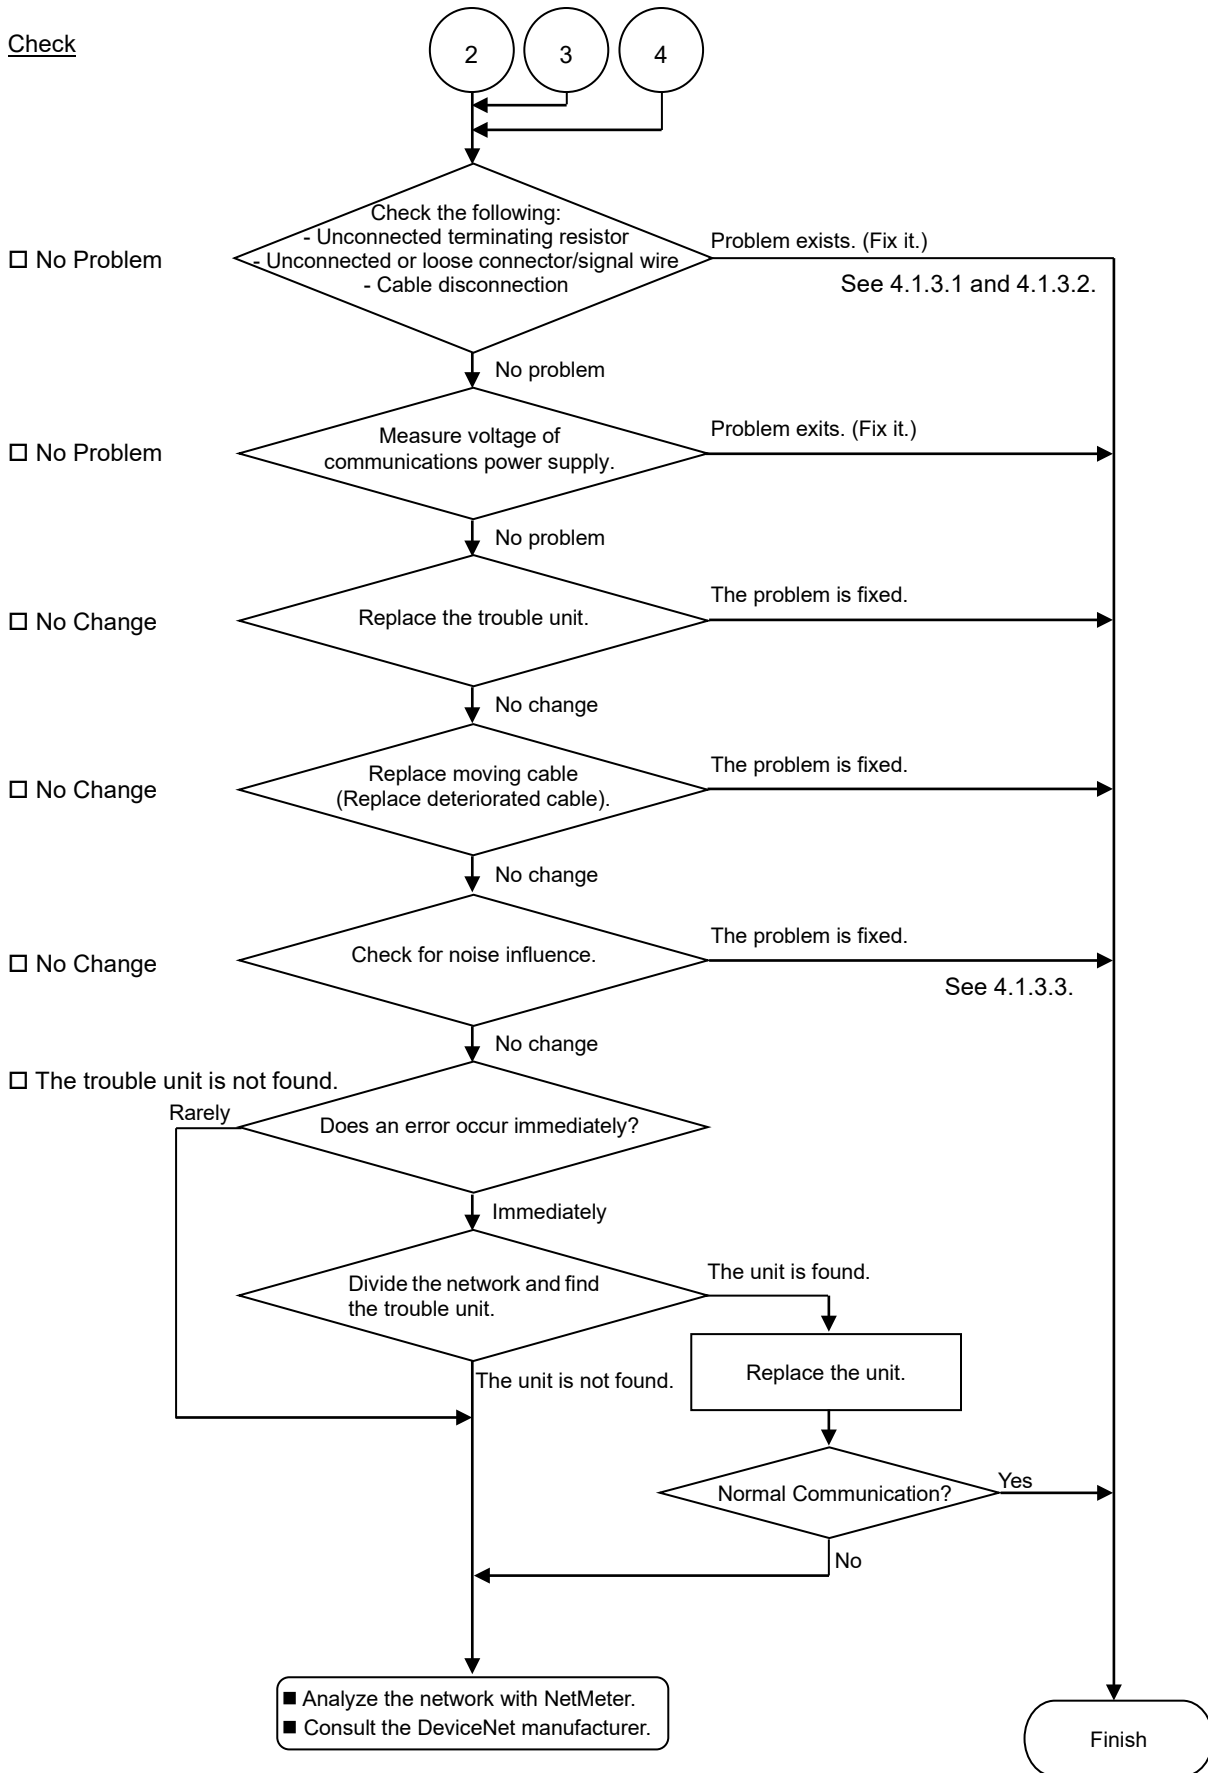 Check
2
3
4
Check the following:
- Unconnected terminating resistor
- Unconnected or loose connector/signal wire
- Cable disconnection
Problem exists. (Fix it.)
See 4.1.3.1 and 4.1.3.2.
□ No Problem
No problem
Measure voltage of
communications power supply.
Problem exits. (Fix it.)
□ No Problem
No problem
Replace the trouble unit.
The problem is fixed.
□ No Change
No change
Replace moving cable
(Replace deteriorated cable).
The problem is fixed.
□ No Change
No change
Check for noise influence.
The problem is fixed.
See 4.1.3.3.
□ No Change
No change
□ The trouble unit is not found.
Rarely
Does an error occur immediately?
Immediately
Divide the network and find
the trouble unit.
The unit is found.
Replace the unit.
The unit is not found.
Normal Communication?
Yes
No
■ Analyze the network with NetMeter.
■ Consult the DeviceNet manufacturer.
Finish